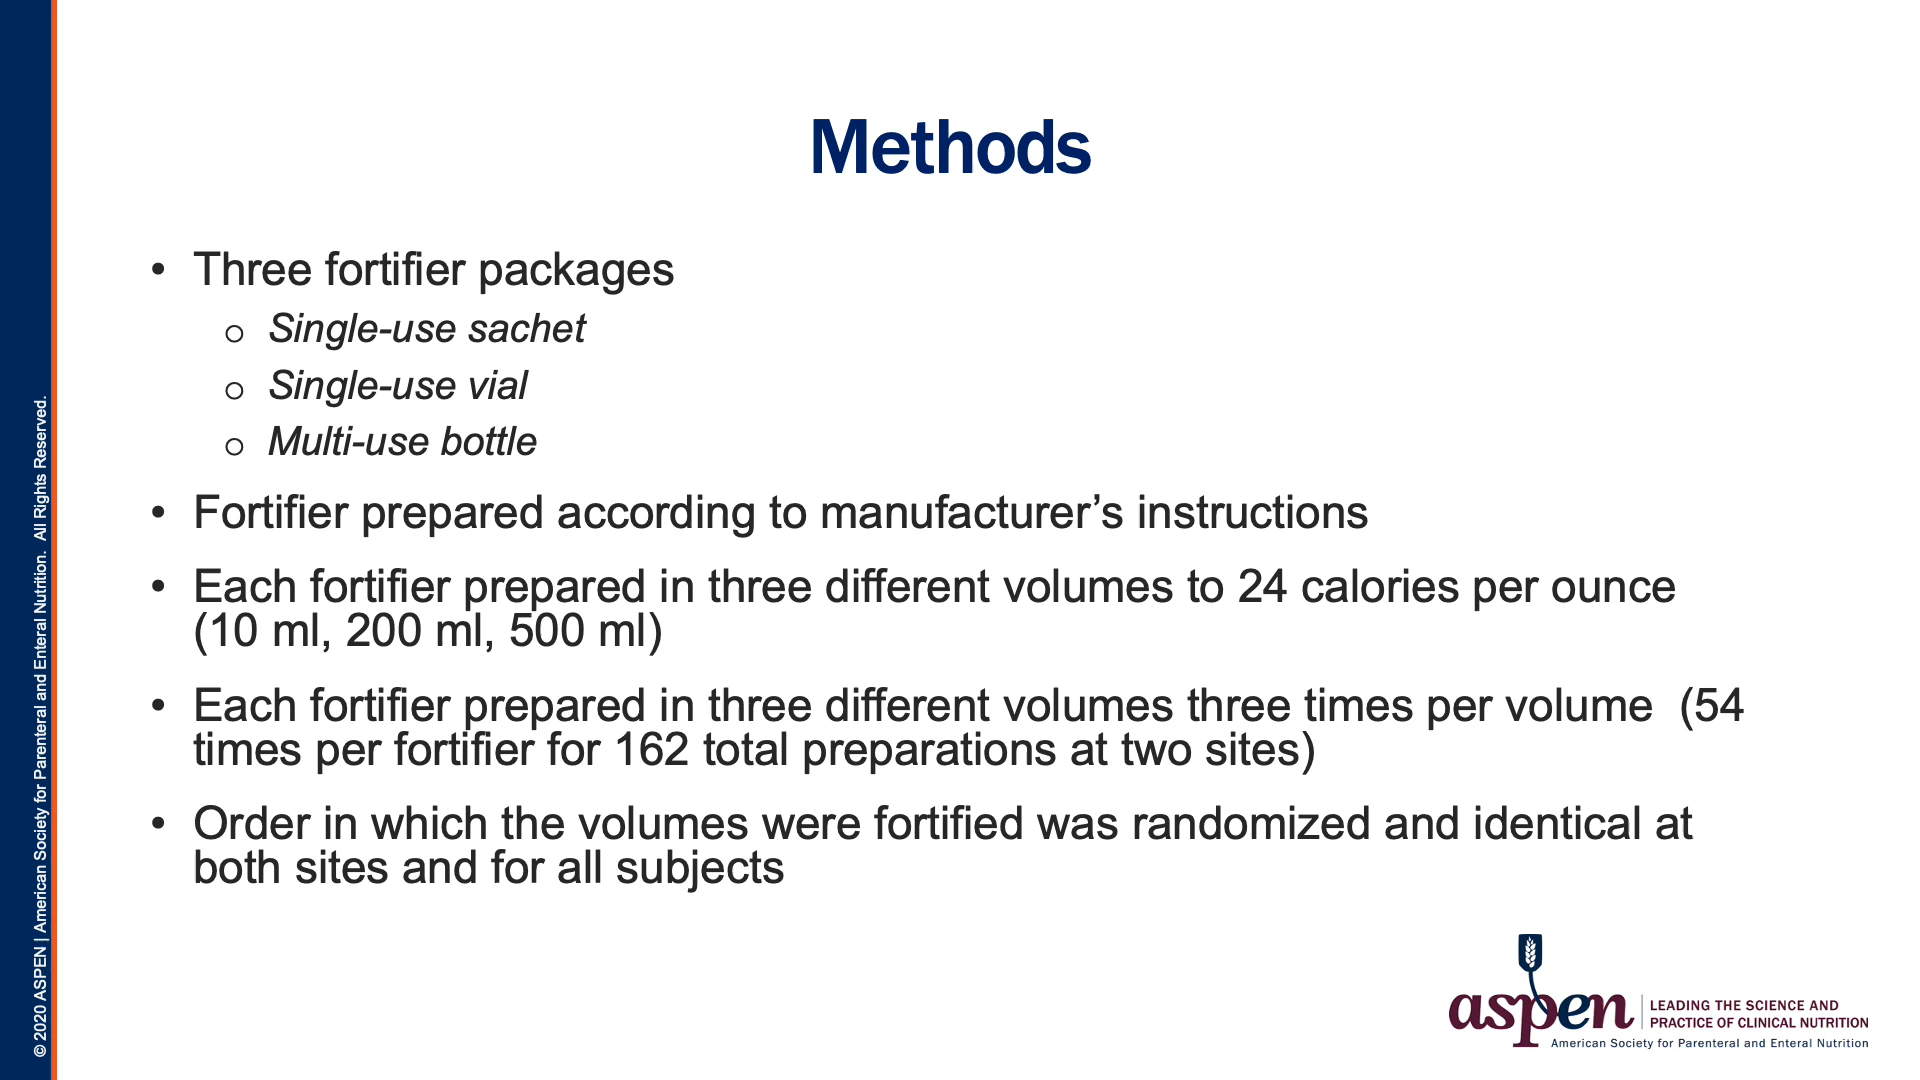 Methods
• Three fortifier packages
o Single-use sachet
o Single-use vial
o Multi-use bottle
• Fortifier prepared according to manufacturer’s instructions
• Each fortifier prepared in three different volumes to 24 calories per ounce
(10 ml, 200 ml, 500 ml)
• Each fortifier prepared in three different volumes three times per volume  (54
times per fortifier for 162 total preparations at two sites)
• Order in which the volumes were fortified was randomized and identical at
both sites and for all subjects
© 2020 ASPEN | American Society for Parenteral and Enteral Nutrition.  All Rights Reserved.
aspen
LEADING THE SCIENCE AND
PRACTICE OF CLINICAL NUTRITION
American Society for Parenteral and Enteral Nutrition